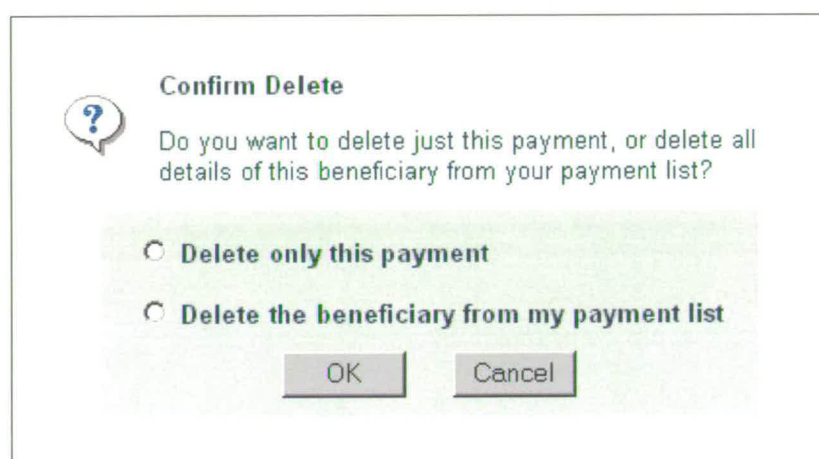 Confirm Delete
?
Do you want to delete just this payment, or delete all
details of this beneficiary from your payment list?
Delete only this payment
Delete the beneficiary from my payment list
OK Cancel